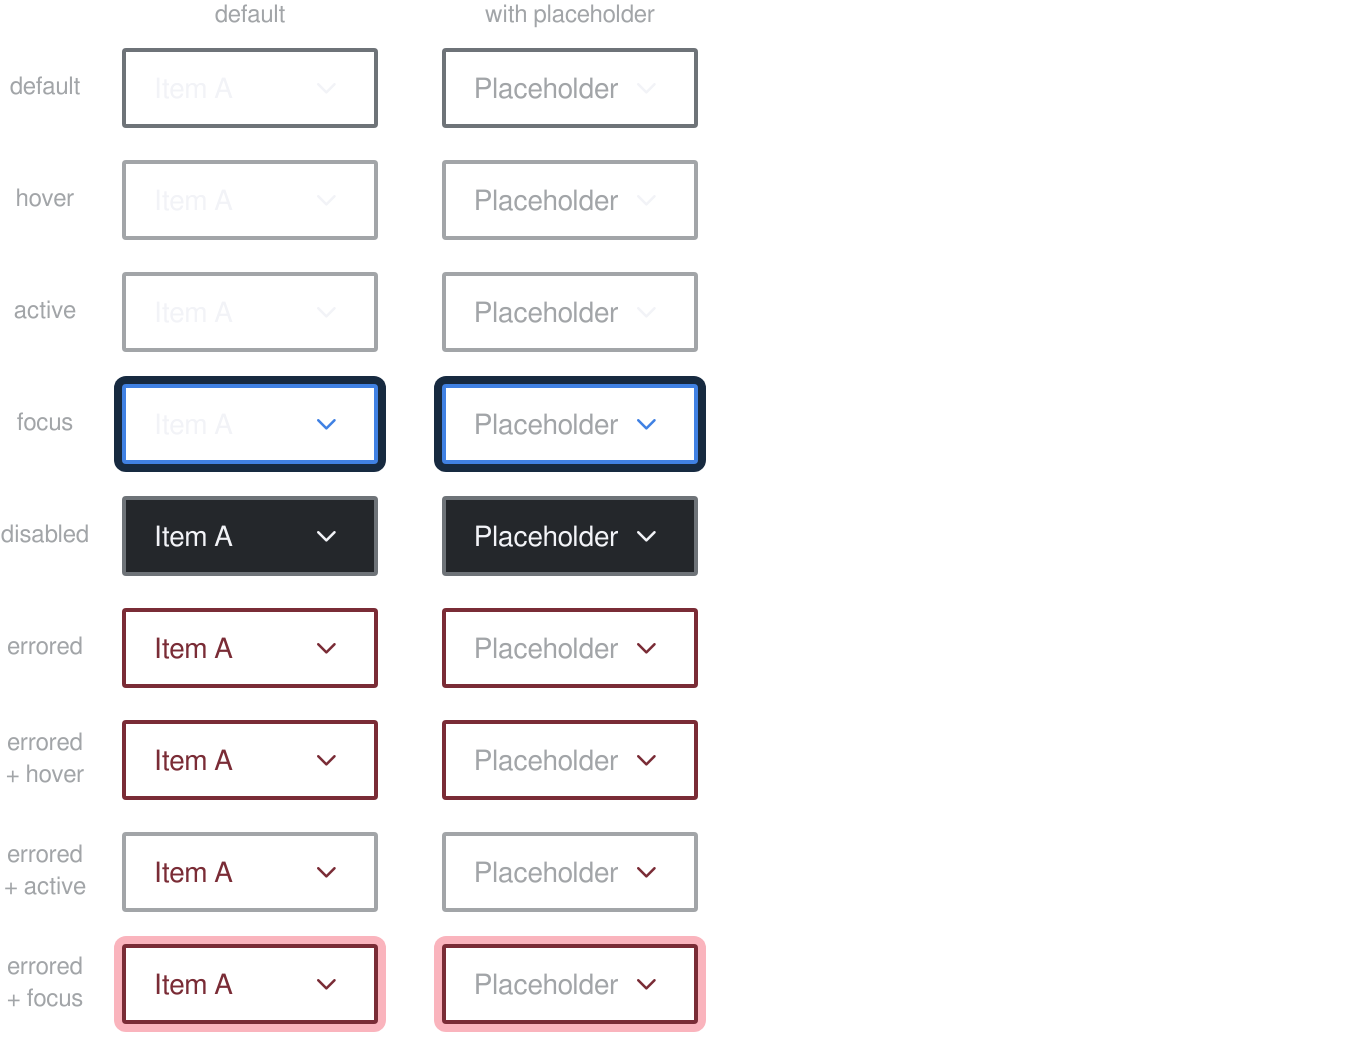 default with placeholder
default Item A Placeholder
hover Item A Placeholder
active Item A Placeholder
focus Item A Placeholder
disabled Item A Placeholder
errored Item A Placeholder
errored
+ hover Item A Placeholder
errored
+ active Item A Placeholder
errored
+ focus Item A Placeholder